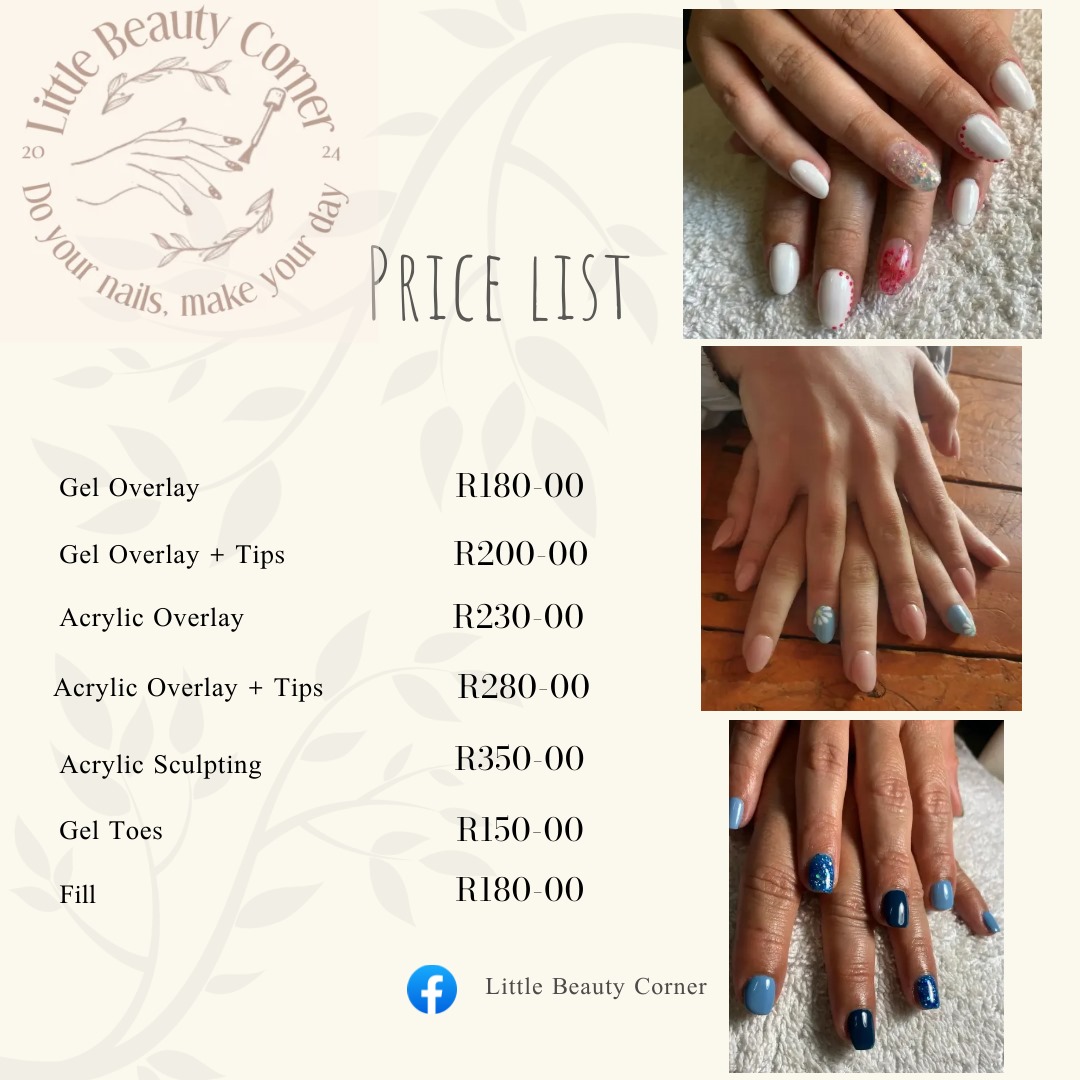 Little Beauty Corner
20 24
Do your nails, make your day
PRICE LIST
Gel Overlay R180-00
Gel Overlay + Tips R200-00
Acrylic Overlay R230-00
Acrylic Overlay + Tips R280-00
Acrylic Sculpting R350-00
Gel Toes R150-00
Fill R180-00
Little Beauty Corner